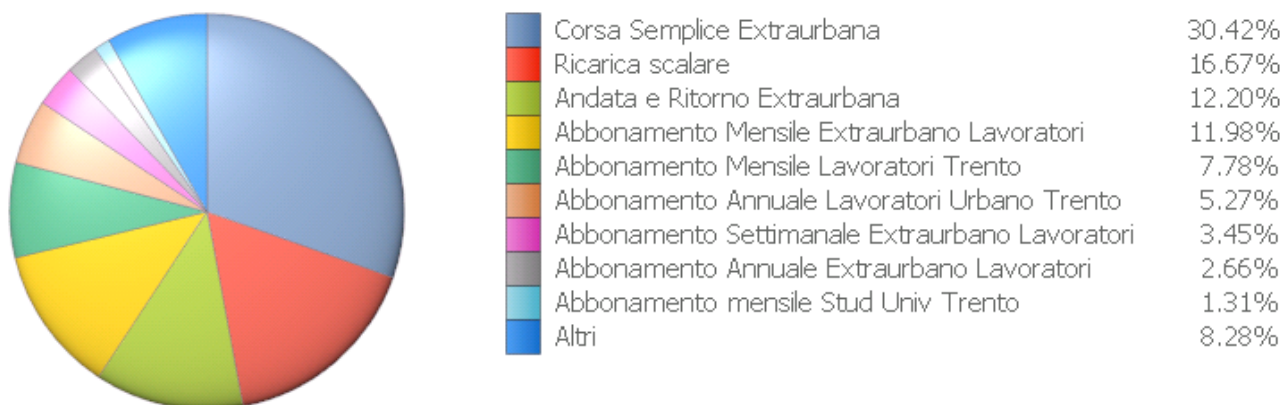 Corsa Semplice Extraurbana 30.42%
Ricarica scalare 16.67%
Andata e Ritorno Extraurbana 12.20%
Abbonamento Mensile Extraurbano Lavoratori 11.98%
Abbonamento Mensile Lavoratori Trento 7.78%
Abbonamento Annuale Lavoratori Urbano Trento 5.27%
Abbonamento Settimanale Extraurbano Lavoratori 3.45%
Abbonamento Annuale Extraurbano Lavoratori 2.66%
Abbonamento mensile Stud Univ Trento 1.31%
Altri 8.28%